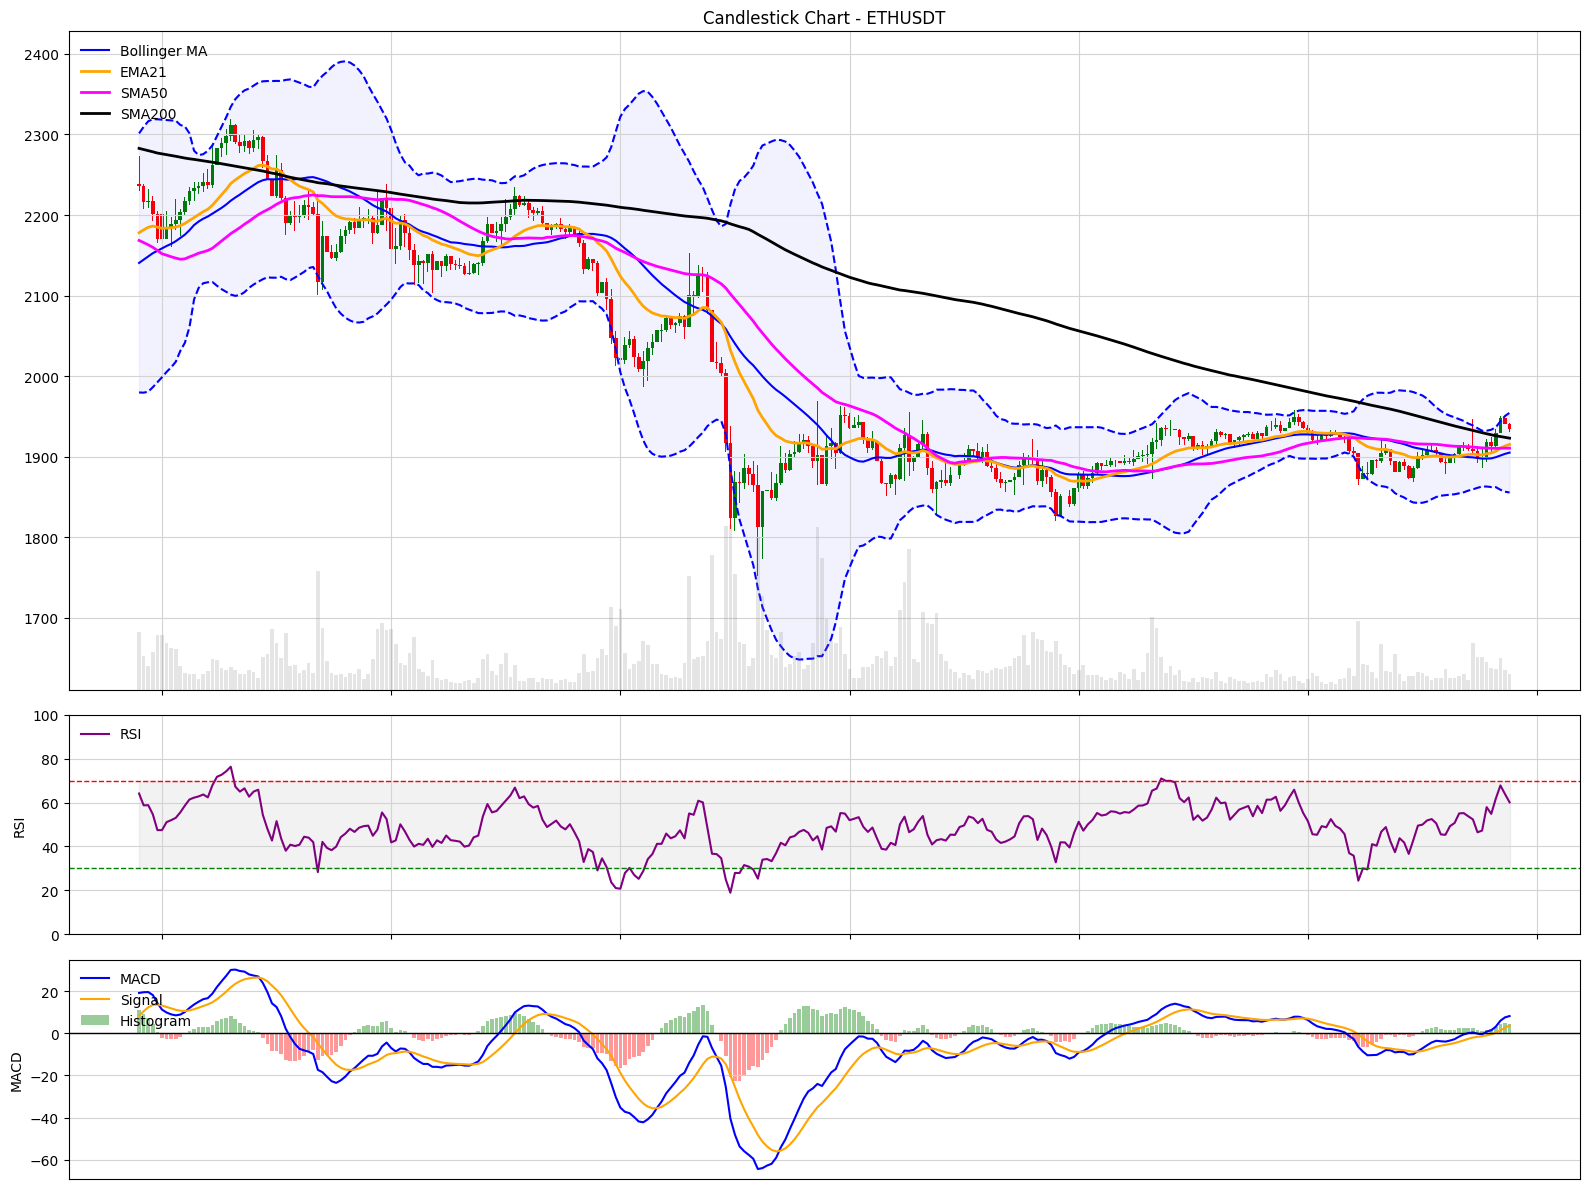 Candlestick Chart - ETHUSDT
Bollinger MA
EMA21
SMA50
SMA200
2400
2300
2200
2100
2000
1900
1800
1700
RSI
100
80
60
40
20
0
RSI
MACD
Signal
Histogram
20
0
−20
−40
−60
MACD